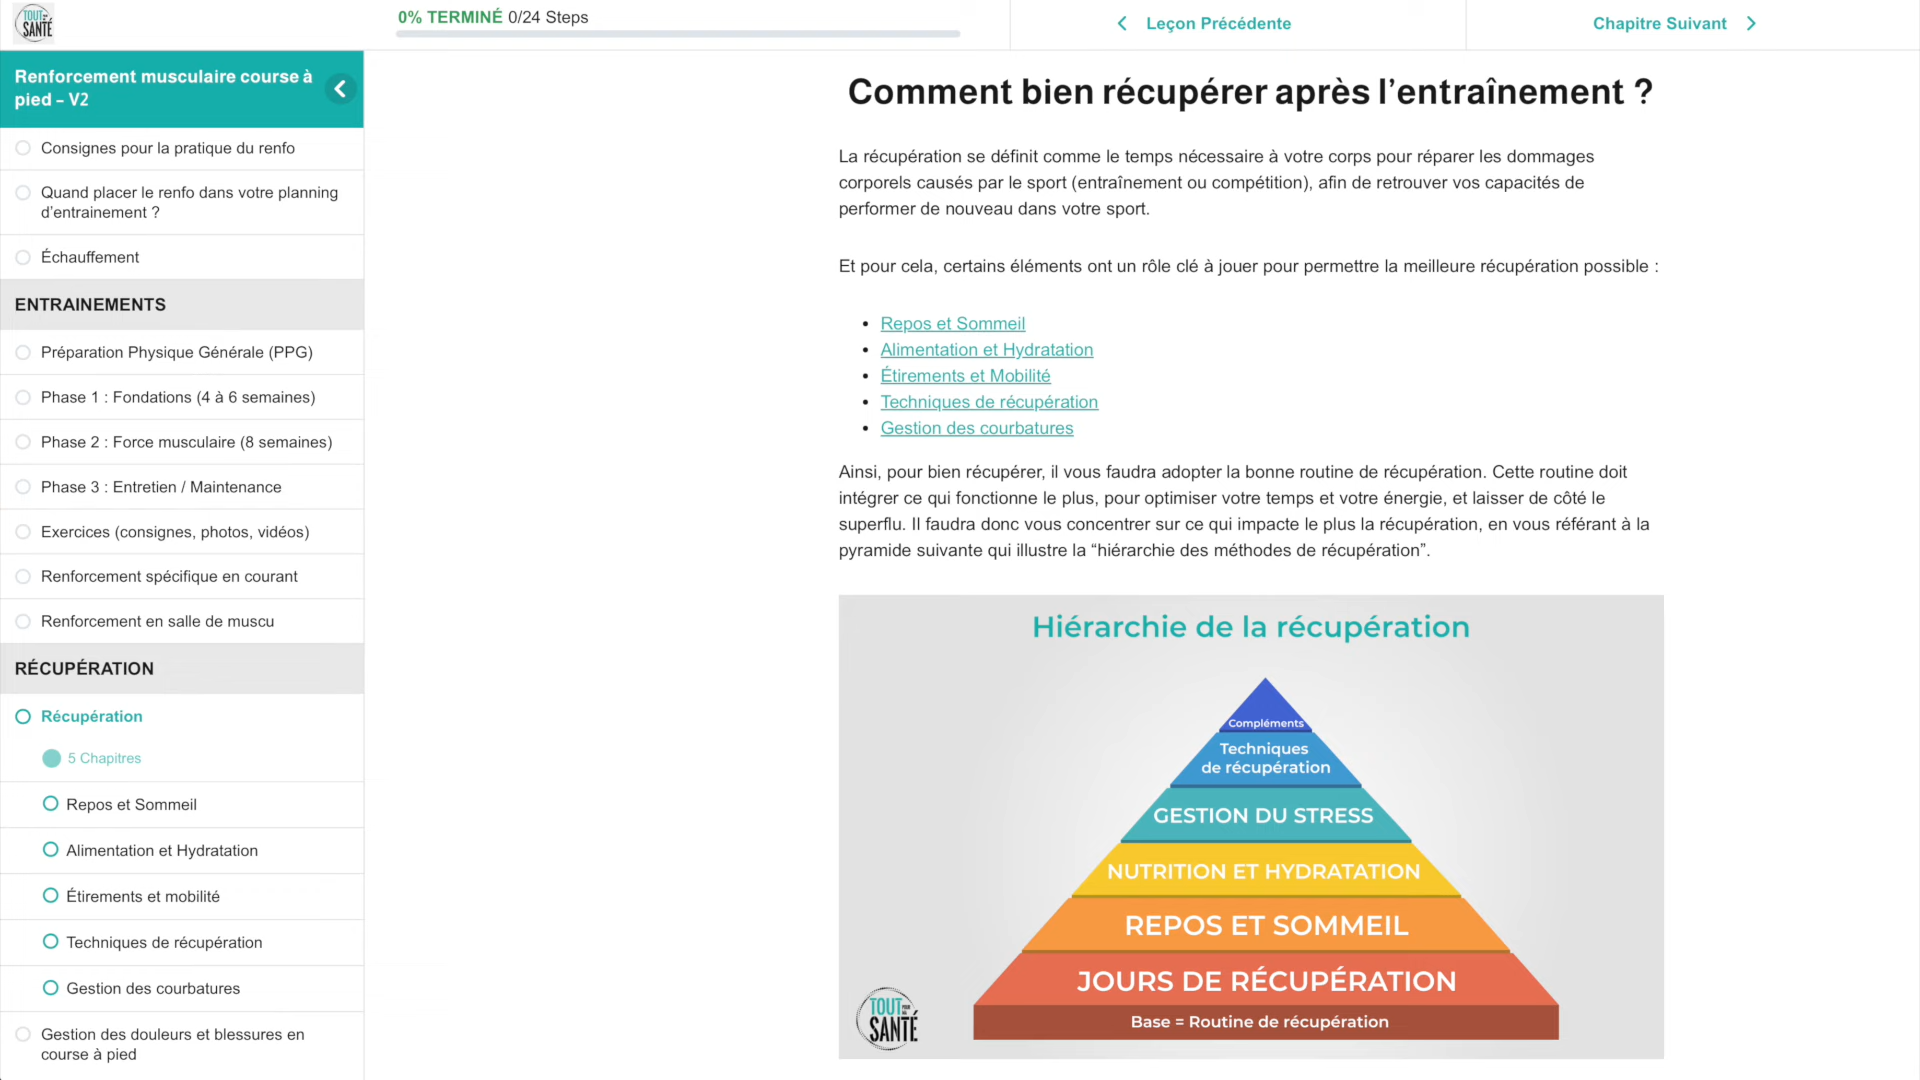 TOUT POUR MA SANTÉ
0% TERMINÉ 0/24 Steps
Leçon Précédente
Chapitre Suivant
Renforcement musculaire course à
pied – V2
Consignes pour la pratique du renfo
Quand placer le renfo dans votre planning
d’entrainement ?
Échauffement
ENTRAINEMENTS
Préparation Physique Générale (PPG)
Phase 1 : Fondations (4 à 6 semaines)
Phase 2 : Force musculaire (8 semaines)
Phase 3 : Entretien / Maintenance
Exercices (consignes, photos, vidéos)
Renforcement spécifique en courant
Renforcement en salle de muscu
RÉCUPÉRATION
Récupération
5 Chapitres
Repos et Sommeil
Alimentation et Hydratation
Étirements et mobilité
Techniques de récupération
Gestion des courbatures
Gestion des douleurs et blessures en
course à pied
Comment bien récupérer après l’entraînement ?
La récupération se définit comme le temps nécessaire à votre corps pour réparer les dommages
corporels causés par le sport (entraînement ou compétition), afin de retrouver vos capacités de
performer de nouveau dans votre sport.
Et pour cela, certains éléments ont un rôle clé à jouer pour permettre la meilleure récupération possible :
Repos et Sommeil
Alimentation et Hydratation
Étirements et Mobilité
Techniques de récupération
Gestion des courbatures
Ainsi, pour bien récupérer, il vous faudra adopter la bonne routine de récupération. Cette routine doit
intégrer ce qui fonctionne le plus, pour optimiser votre temps et votre énergie, et laisser de côté le
superflu. Il faudra donc vous concentrer sur ce qui impacte le plus la récupération, en vous référant à la
pyramide suivante qui illustre la “hiérarchie des méthodes de récupération”.
Hiérarchie de la récupération
Compléments
Techniques
de récupération
GESTION DU STRESS
NUTRITION ET HYDRATATION
REPOS ET SOMMEIL
JOURS DE RÉCUPÉRATION
Base = Routine de récupération
TOUT POUR MA
SANTÉ